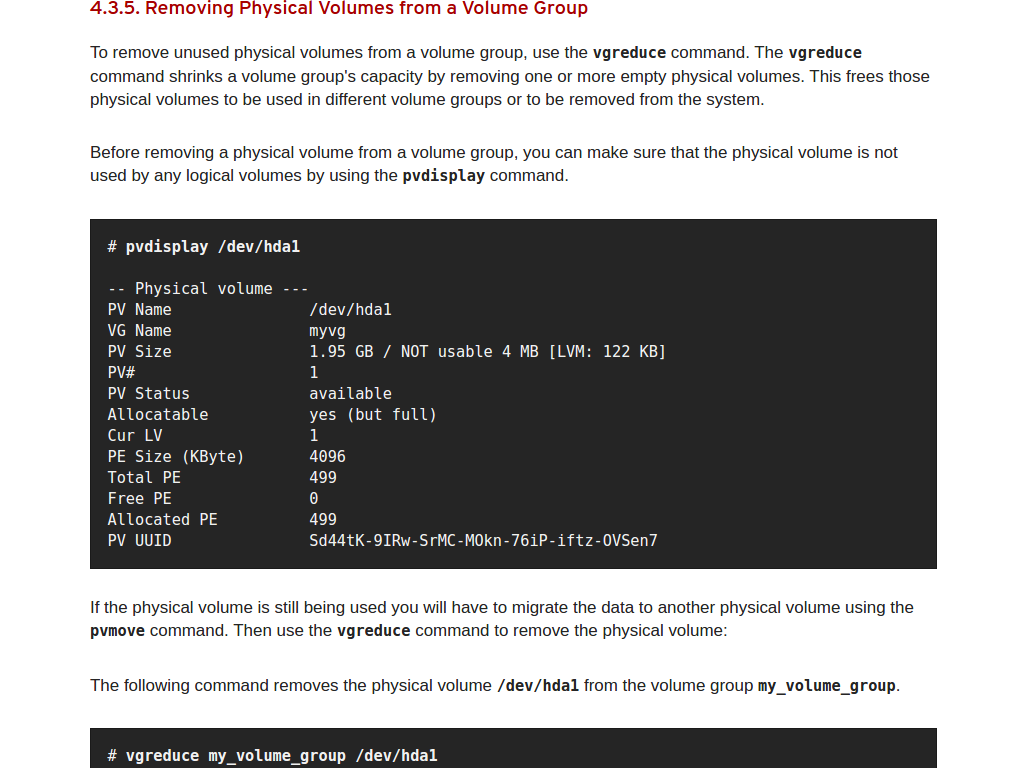 4.3.5. Removing Physical Volumes from a Volume Group
To remove unused physical volumes from a volume group, use the vgreduce command. The vgreduce
command shrinks a volume group's capacity by removing one or more empty physical volumes. This frees those
physical volumes to be used in different volume groups or to be removed from the system.
Before removing a physical volume from a volume group, you can make sure that the physical volume is not
used by any logical volumes by using the pvdisplay command.
# pvdisplay /dev/hda1
-- Physical volume ---
PV Name /dev/hda1
VG Name myvg
PV Size 1.95 GB / NOT usable 4 MB [LVM: 122 KB]
PV# 1
PV Status available
Allocatable yes (but full)
Cur LV 1
PE Size (KByte) 4096
Total PE 499
Free PE 0
Allocated PE 499
PV UUID Sd44tK-9IRw-SrMC-MOkn-76iP-iftz-OVSen7
If the physical volume is still being used you will have to migrate the data to another physical volume using the
pvmove command. Then use the vgreduce command to remove the physical volume:
The following command removes the physical volume /dev/hda1 from the volume group my_volume_group.
# vgreduce my_volume_group /dev/hda1